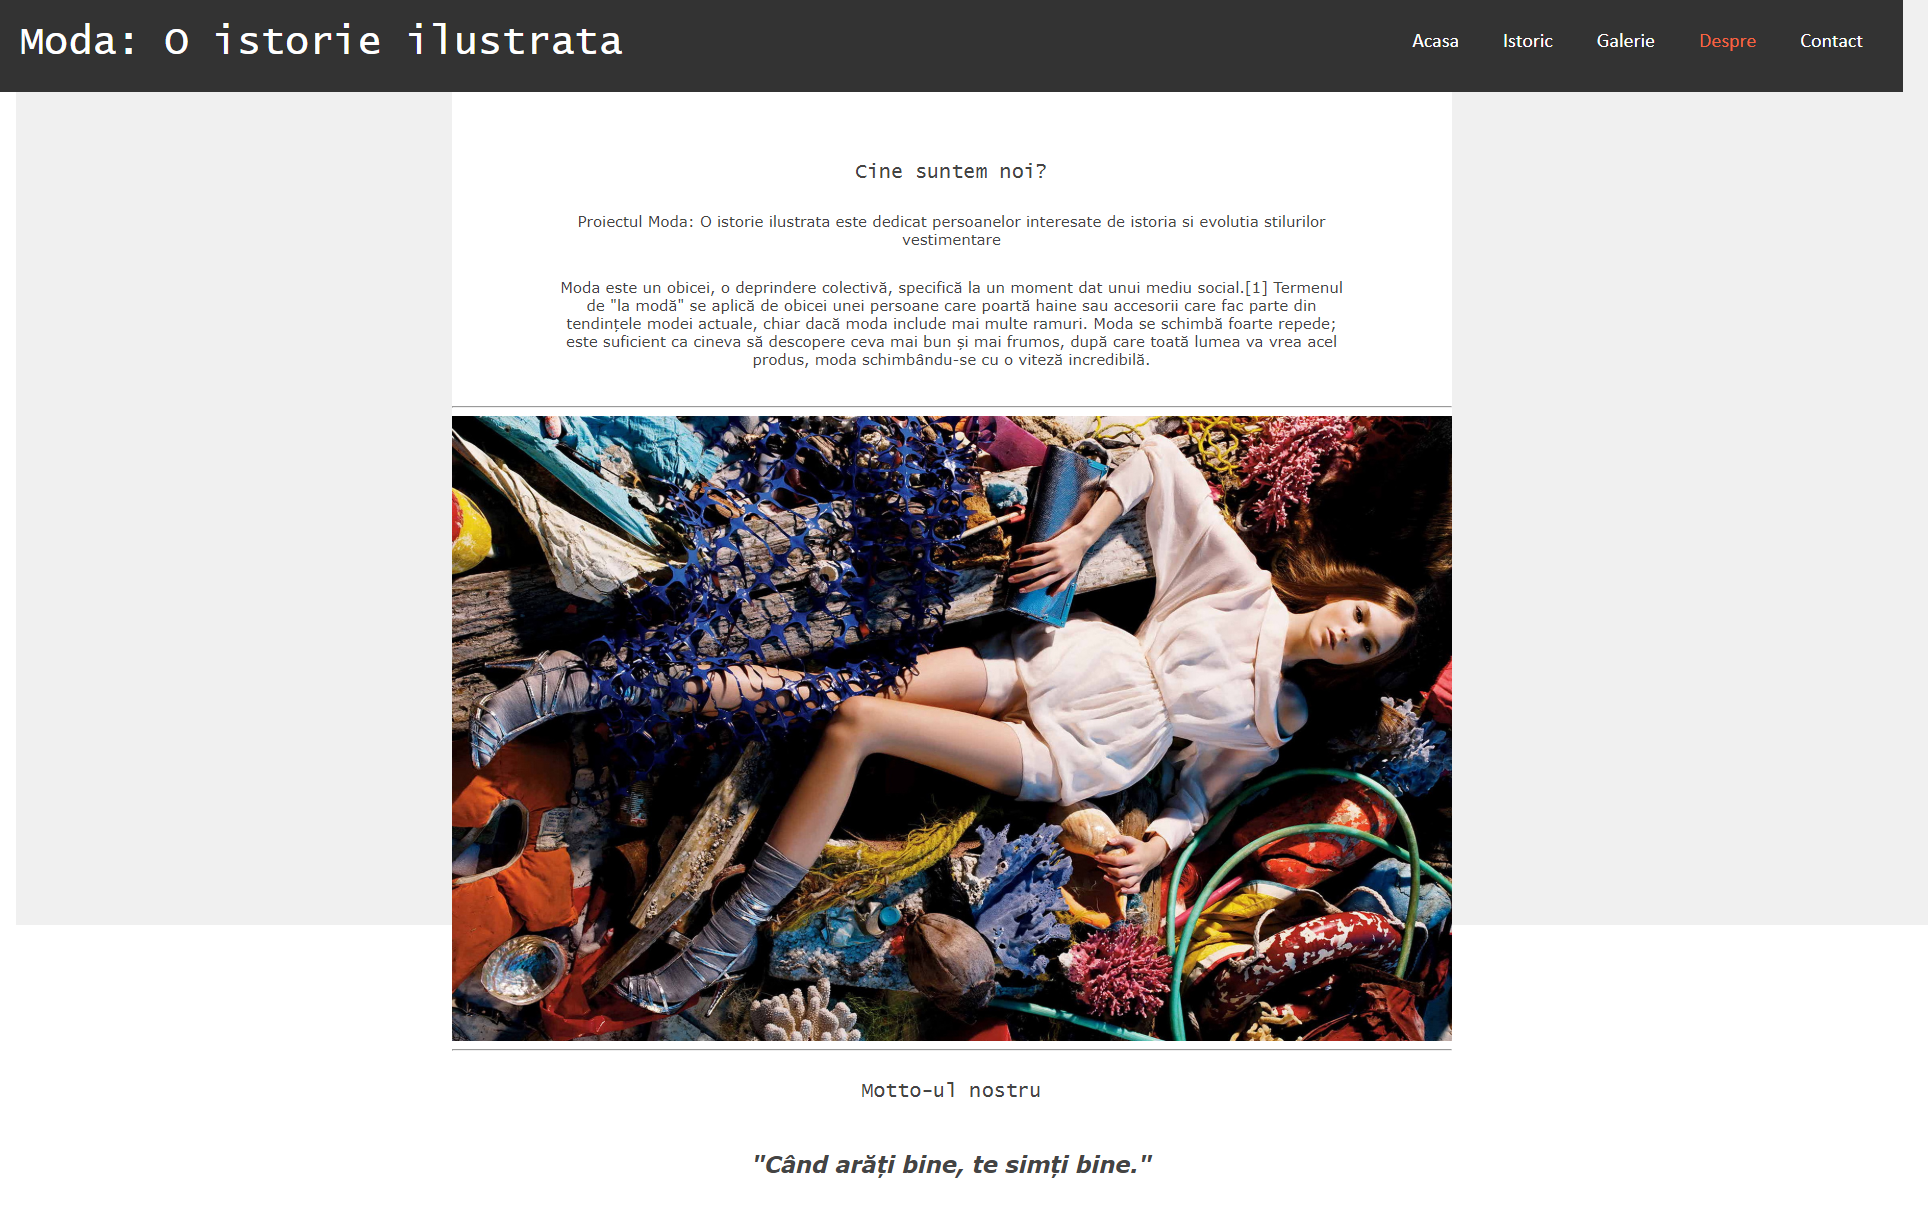 Moda: O istorie ilustrata
Acasa Istoric Galerie Despre Contact
Cine suntem noi?
Proiectul Moda: O istorie ilustrata este dedicat persoanelor interesate de istoria si evolutia stilurilor
vestimentare
Moda este un obicei, o deprindere colectivă, specifică la un moment dat unui mediu social.[1] Termenul
de "la modă" se aplică de obicei unei persoane care poartă haine sau accesorii care fac parte din
tendințele modei actuale, chiar dacă moda include mai multe ramuri. Moda se schimbă foarte repede;
este suficient ca cineva să descopere ceva mai bun și mai frumos, după care toată lumea va vrea acel
produs, moda schimbându-se cu o viteză incredibilă.
Motto-ul nostru
"Când arăți bine, te simți bine."